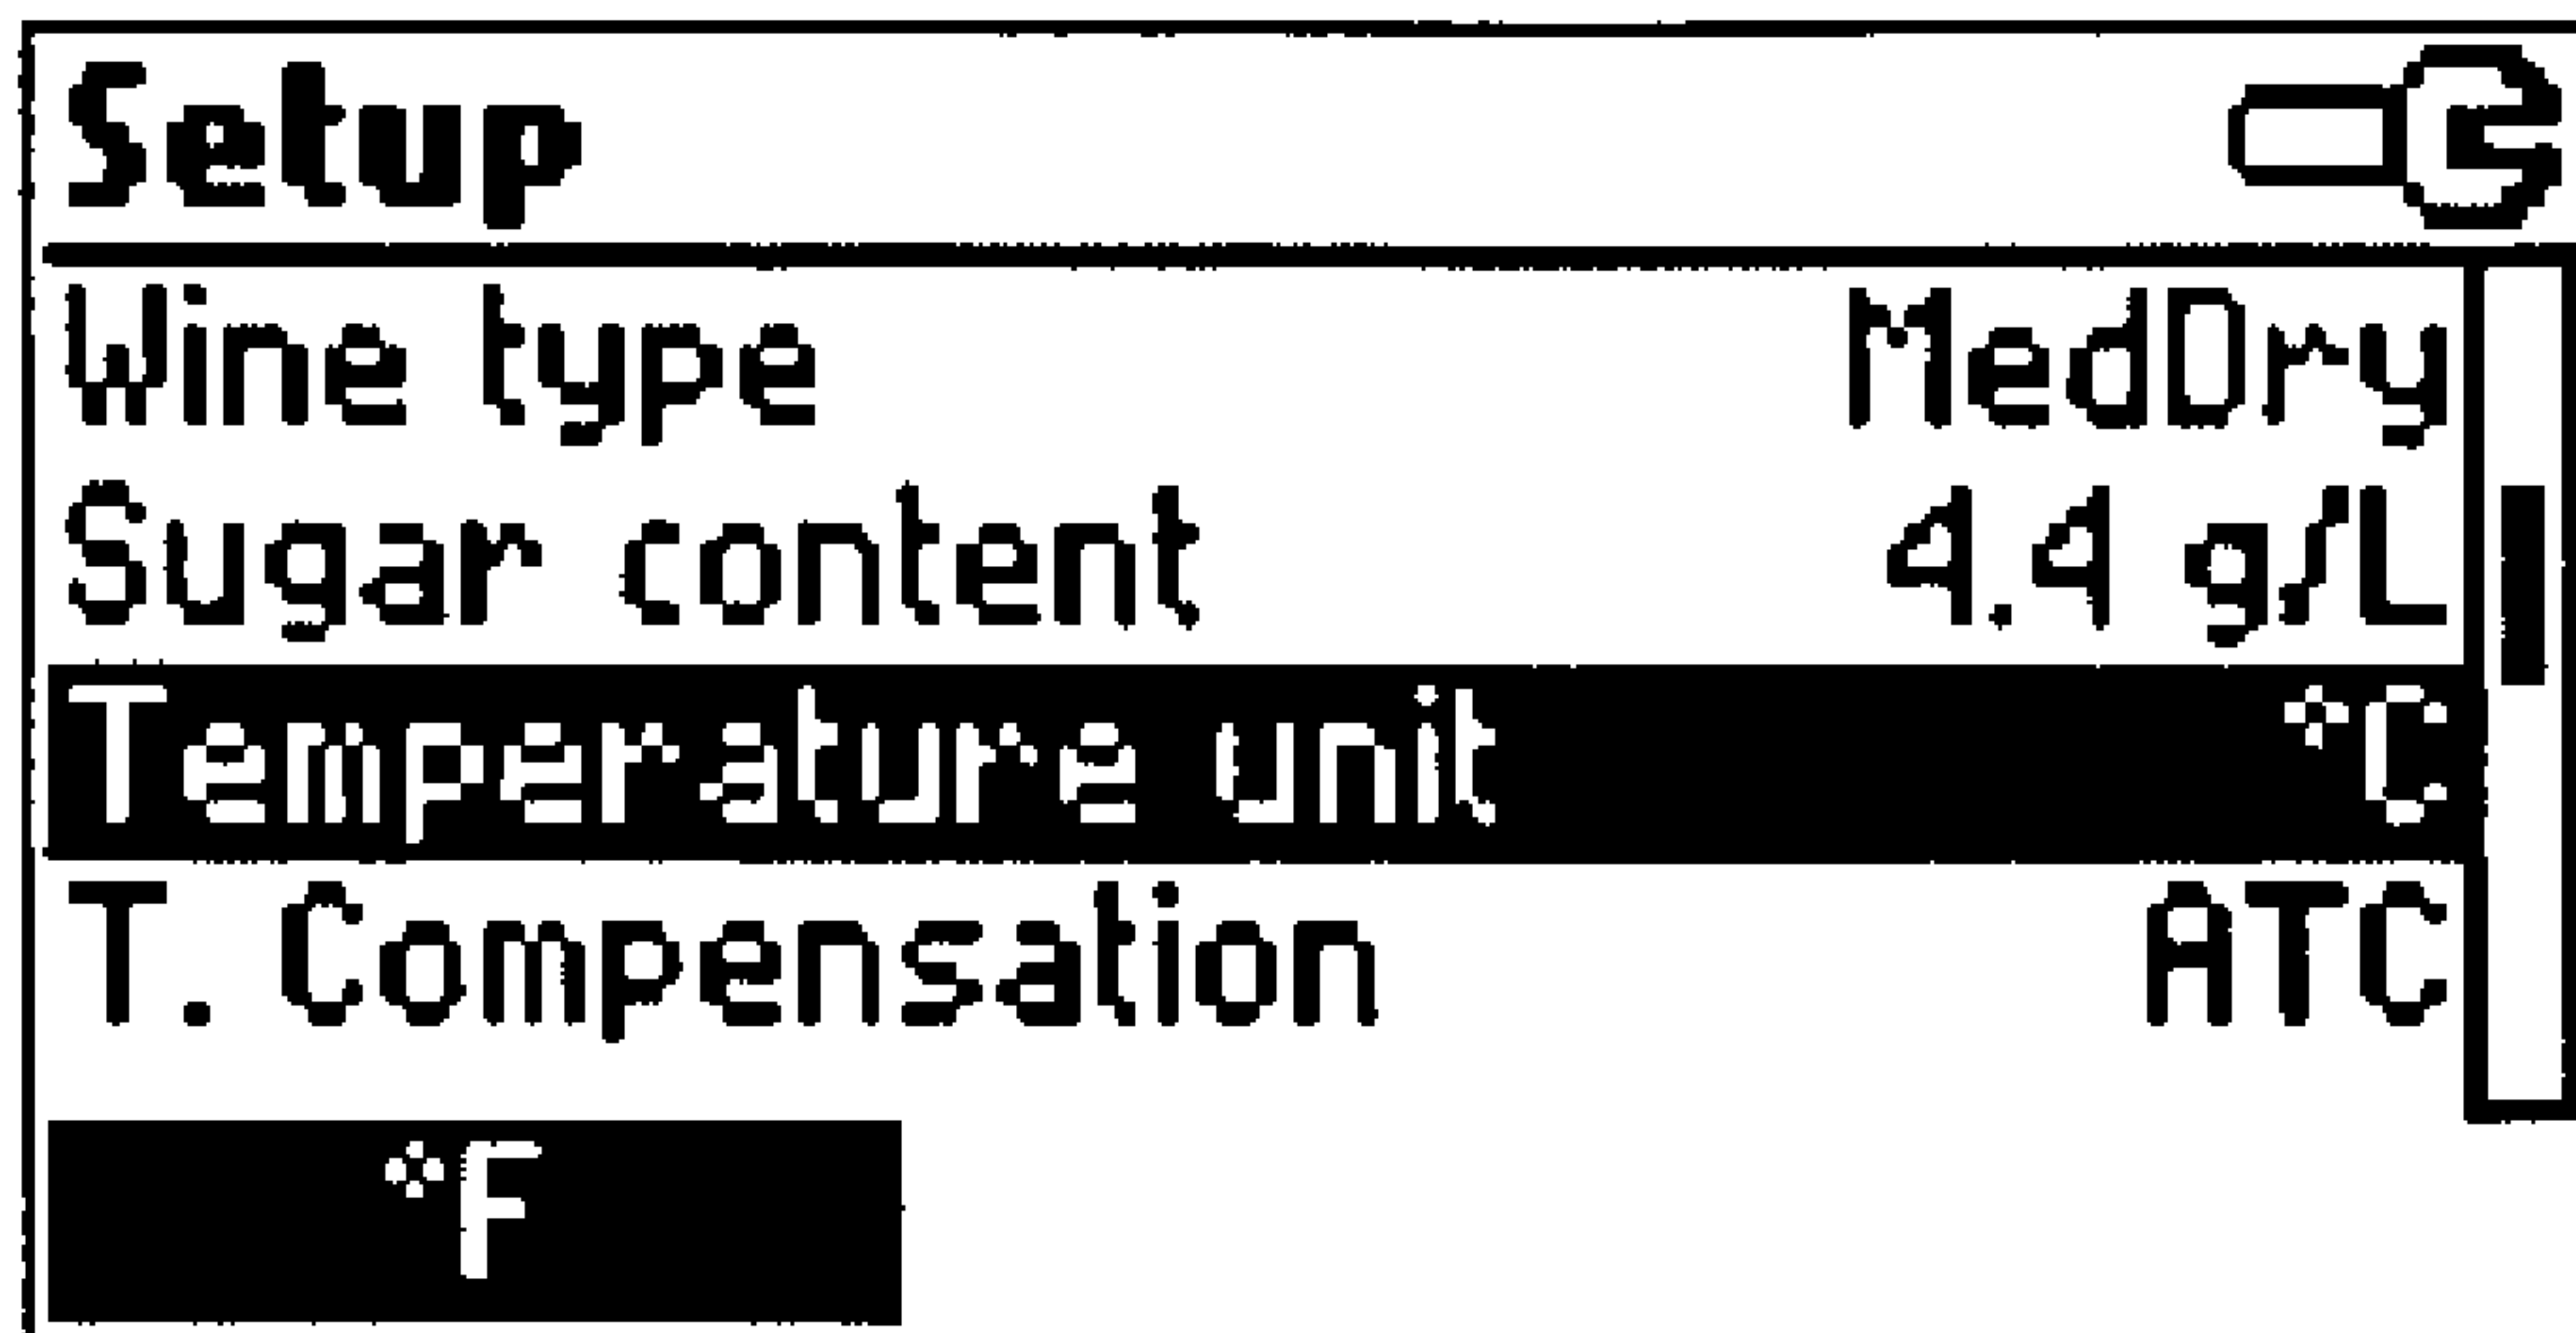 Setup
Wine type MedDry
Sugar content 4.4 g/L
Temperature unit °C
T. Compensation ATC
°F